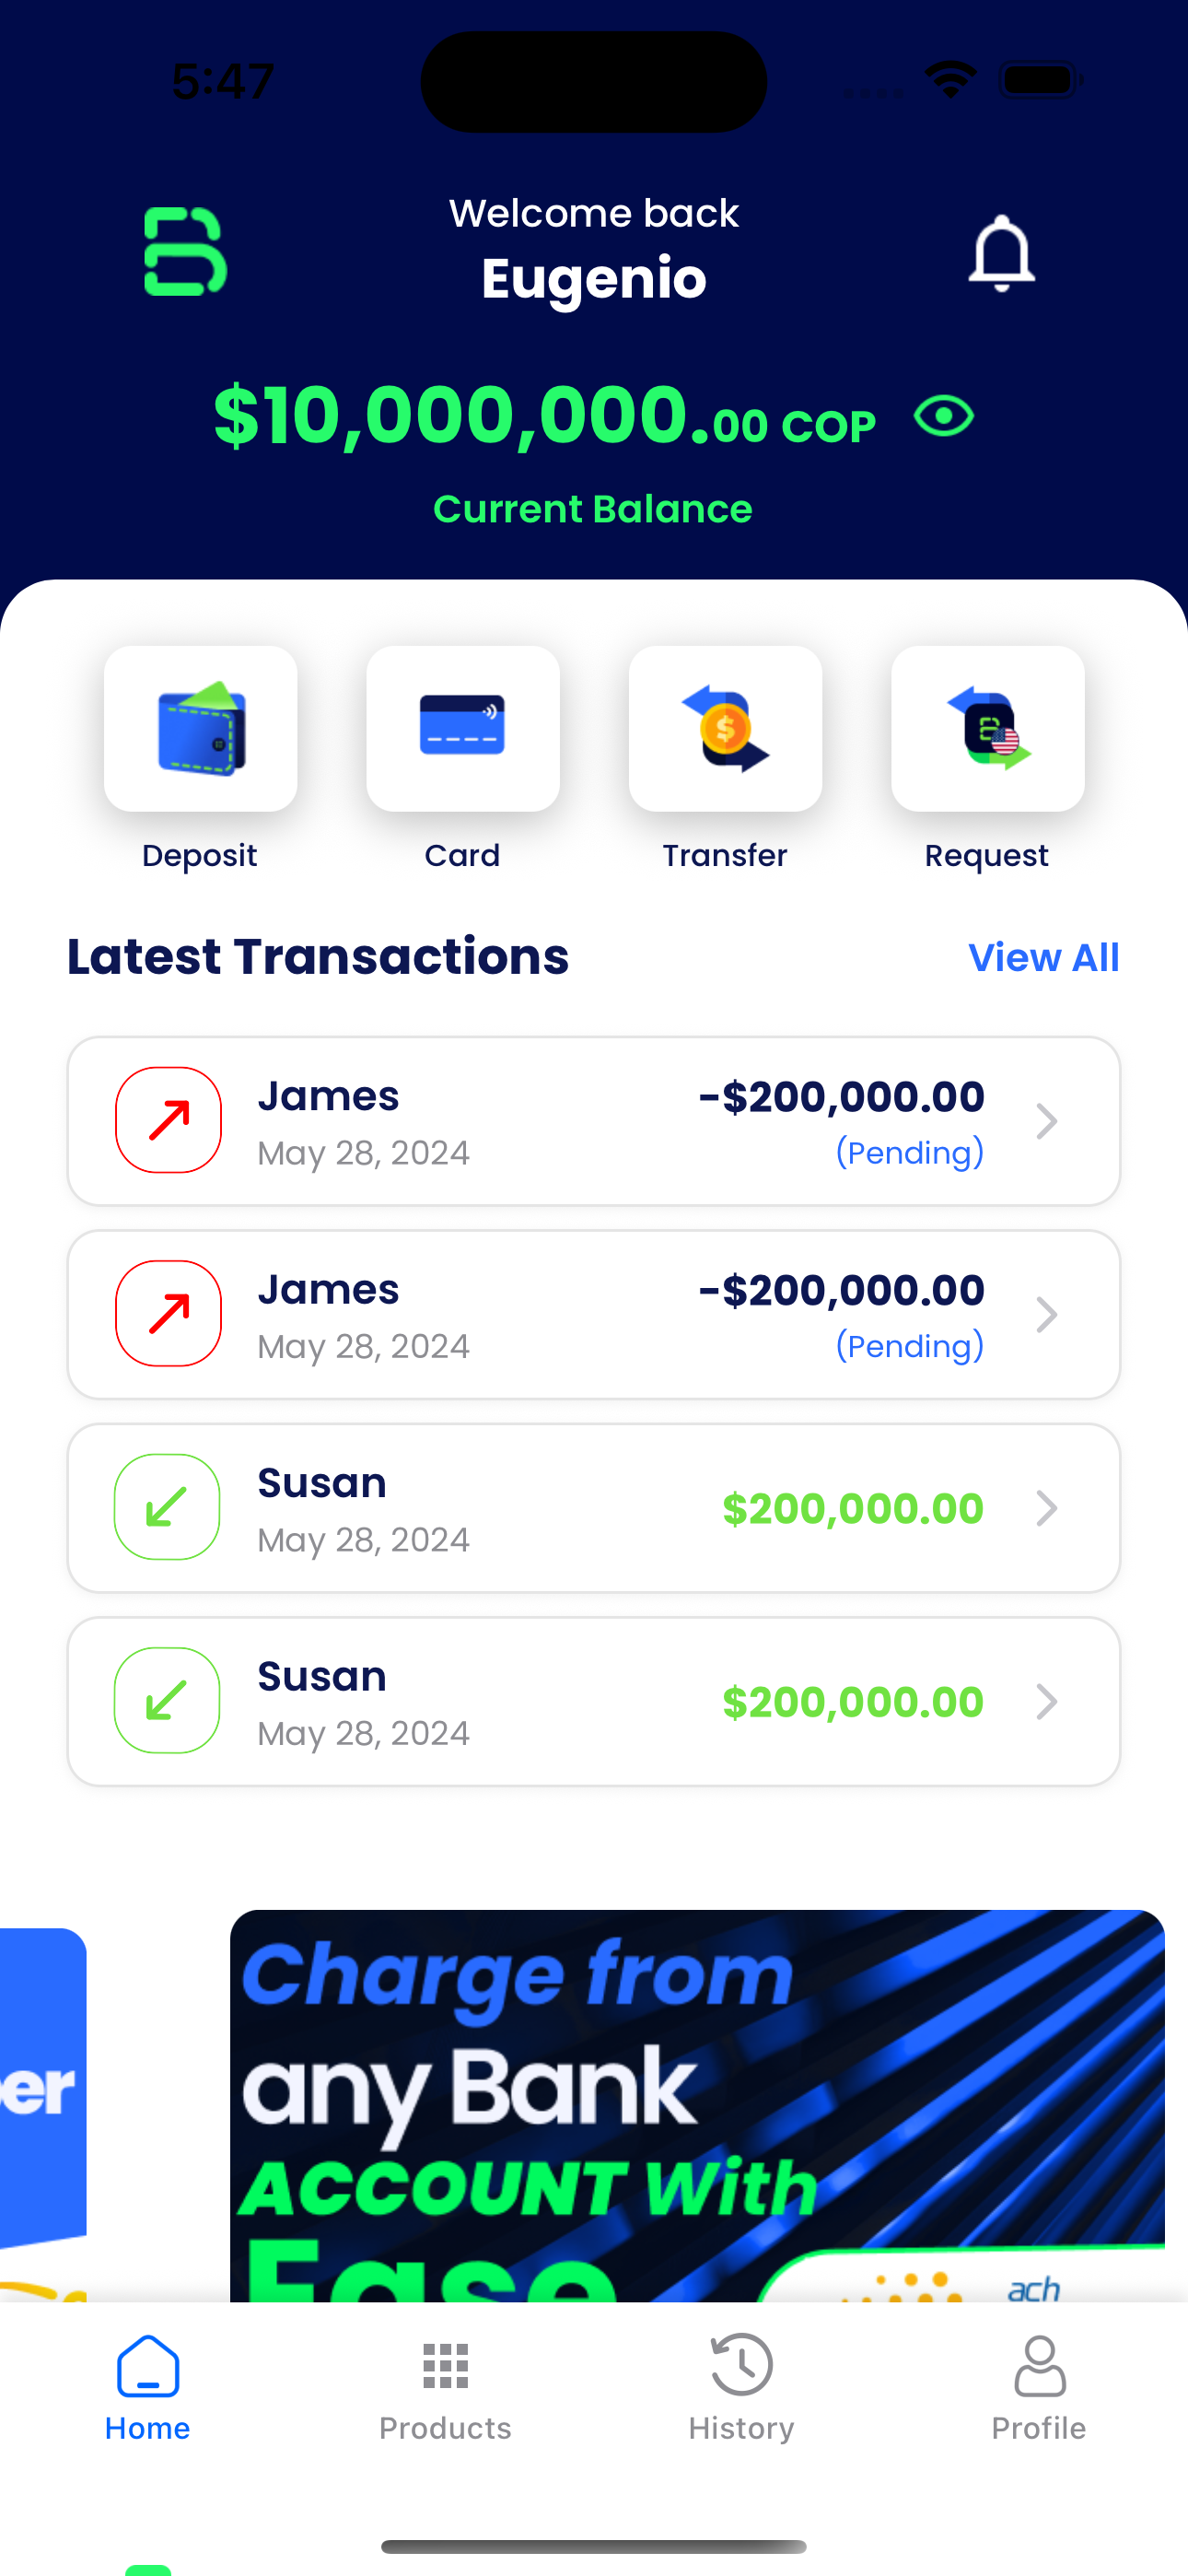 5:47
Welcome back
Eugenio
$10,000,000.00 COP
Current Balance
Deposit
Card
Transfer
Request
Latest Transactions
View All
James
-$200,000.00
May 28, 2024
(Pending)
James
-$200,000.00
May 28, 2024
(Pending)
Susan
$200,000.00
May 28, 2024
Susan
$200,000.00
May 28, 2024
er
Charge from
any Bank
ACCOUNT With
Ease
ach
Home
Products
History
Profile